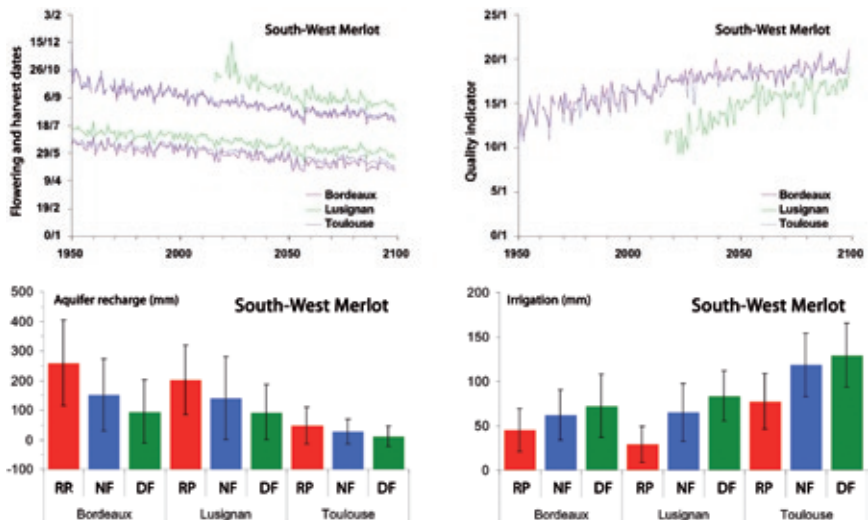 South-West Merlot
Flowering and harvest dates
3/2
15/12
26/10
6/9
18/7
29/5
9/4
19/2
0/1
Bordeaux
Lusignan
Toulouse
1950 2000 2050 2100
South-West Merlot
Quality indicator
25/1
20/1
15/1
10/1
5/1
0/1
Bordeaux
Lusignan
Toulouse
1950 2000 2050 2100
Aquifer recharge (mm) South-West Merlot
500
400
300
200
100
0
-100
RR NF DF RP NF DF RP NF DF
Bordeaux Lusignan Toulouse
Irrigation (mm) South-West Merlot
200
150
100
50
0
RP NF DF RP NF DF RP NF DF
Bordeaux Lusignan Toulouse